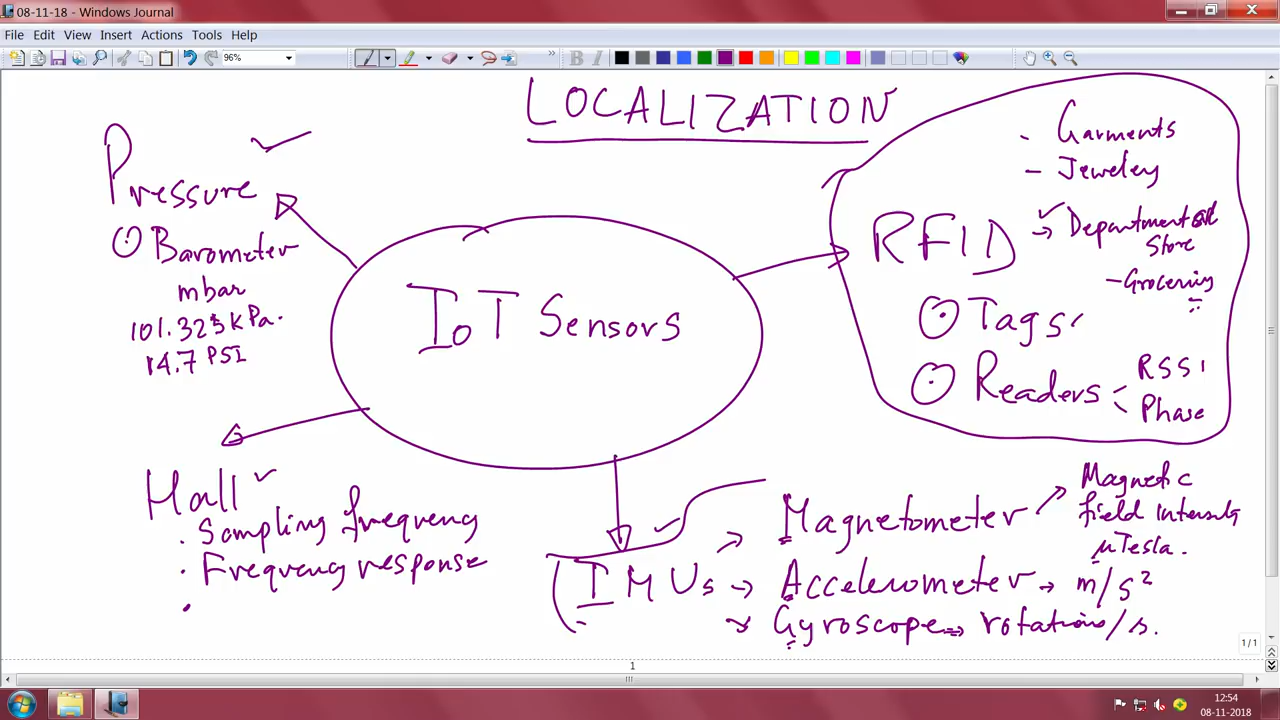 08-11-18 - Windows Journal
File Edit View Insert Actions Tools Help
96%
LOCALIZATION
Pressure
Barometer
mbar
101.325 kPa.
14.7 PSI
IoT Sensors
- Garments
- Jewelery
RFID
Departmental
Store
- Grocering
Tags
Readers
RSSI
Phase
Hall
. Sampling frequency
. Frequency response
IMUs
Magnetometer
Magnetic
field intensity
µTesla.
Accelerometer → m/s²
Gyroscope → rotations/s.
1/1
1
12:54
08-11-2018